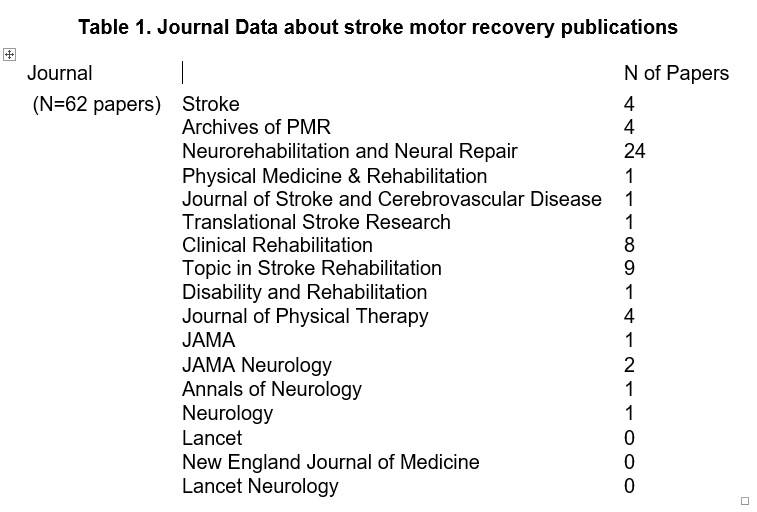 Table 1. Journal Data about stroke motor recovery publications
Journal N of Papers
(N=62 papers) Stroke 4
Archives of PMR 4
Neurorehabilitation and Neural Repair 24
Physical Medicine & Rehabilitation 1
Journal of Stroke and Cerebrovascular Disease 1
Translational Stroke Research 1
Clinical Rehabilitation 8
Topic in Stroke Rehabilitation 9
Disability and Rehabilitation 1
Journal of Physical Therapy 4
JAMA 1
JAMA Neurology 2
Annals of Neurology 1
Neurology 1
Lancet 0
New England Journal of Medicine 0
Lancet Neurology 0